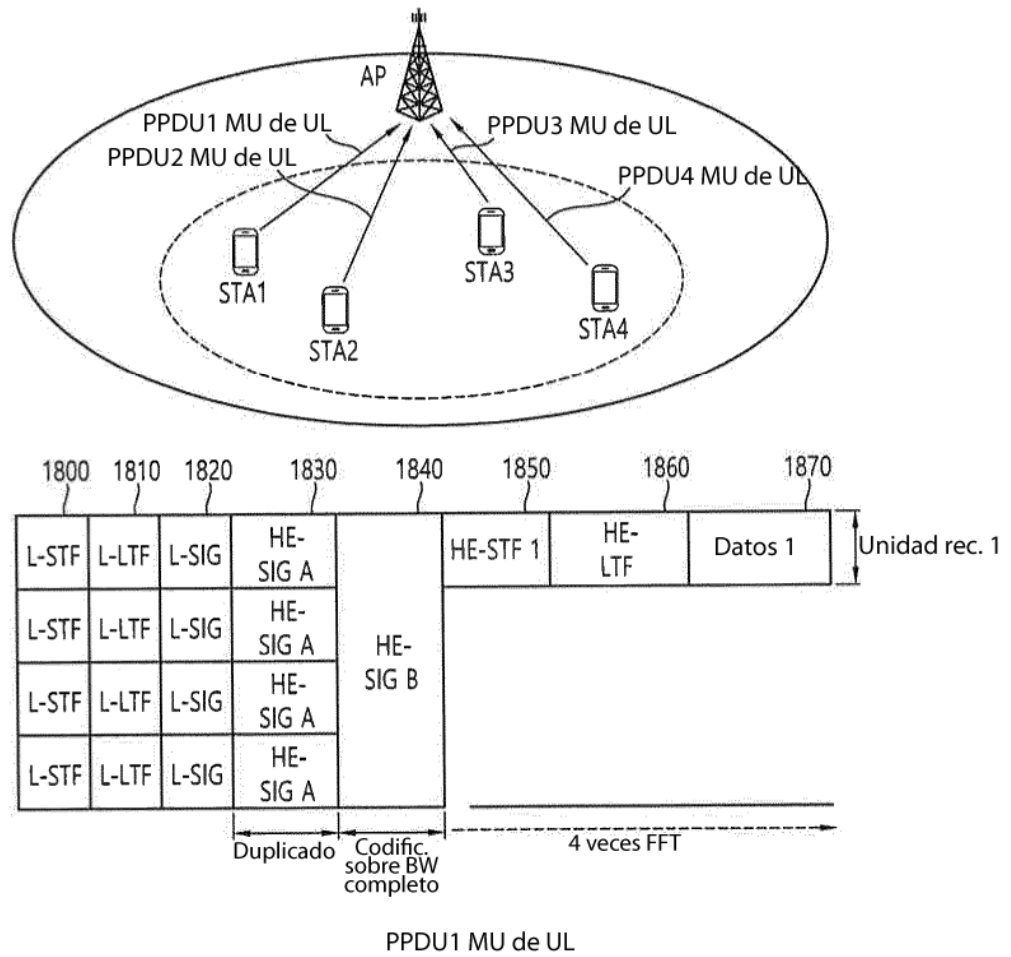 AP
PPDU1 MU de UL
PPDU3 MU de UL
PPDU2 MU de UL
PPDU4 MU de UL
STA1
STA3
STA2
STA4
1800 1810 1820 1830 1840 1850 1860 1870
L-STF L-LTF L-SIG HE-SIG A HE-STF 1 HE-LTF Datos 1 Unidad rec. 1
L-STF L-LTF L-SIG HE-SIG A
HE-SIG B
L-STF L-LTF L-SIG HE-SIG A
L-STF L-LTF L-SIG HE-SIG A
Duplicado
Codific.
sobre BW
completo
4 veces FFT
PPDU1 MU de UL